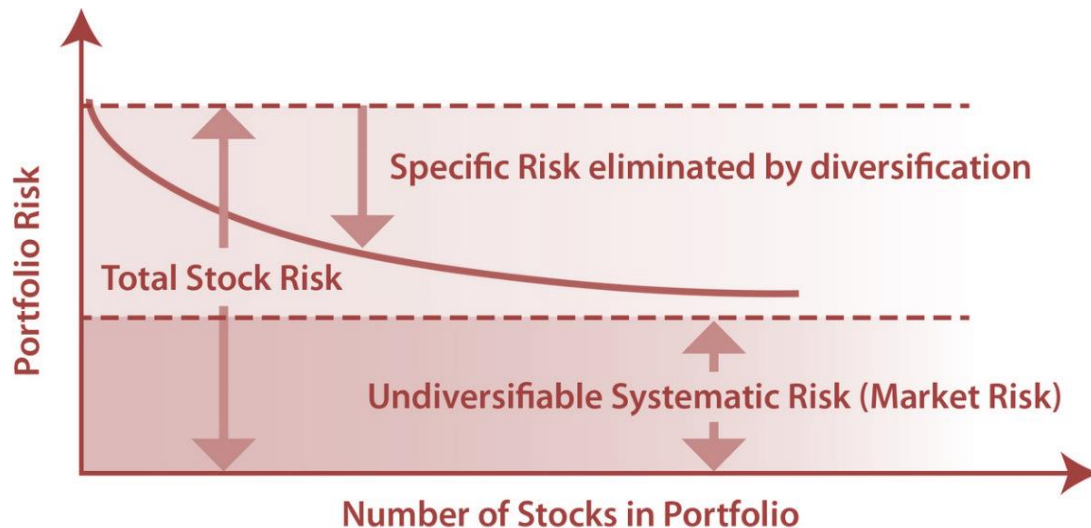 Portfolio Risk
Specific Risk eliminated by diversification
Total Stock Risk
Undiversifiable Systematic Risk (Market Risk)
Number of Stocks in Portfolio